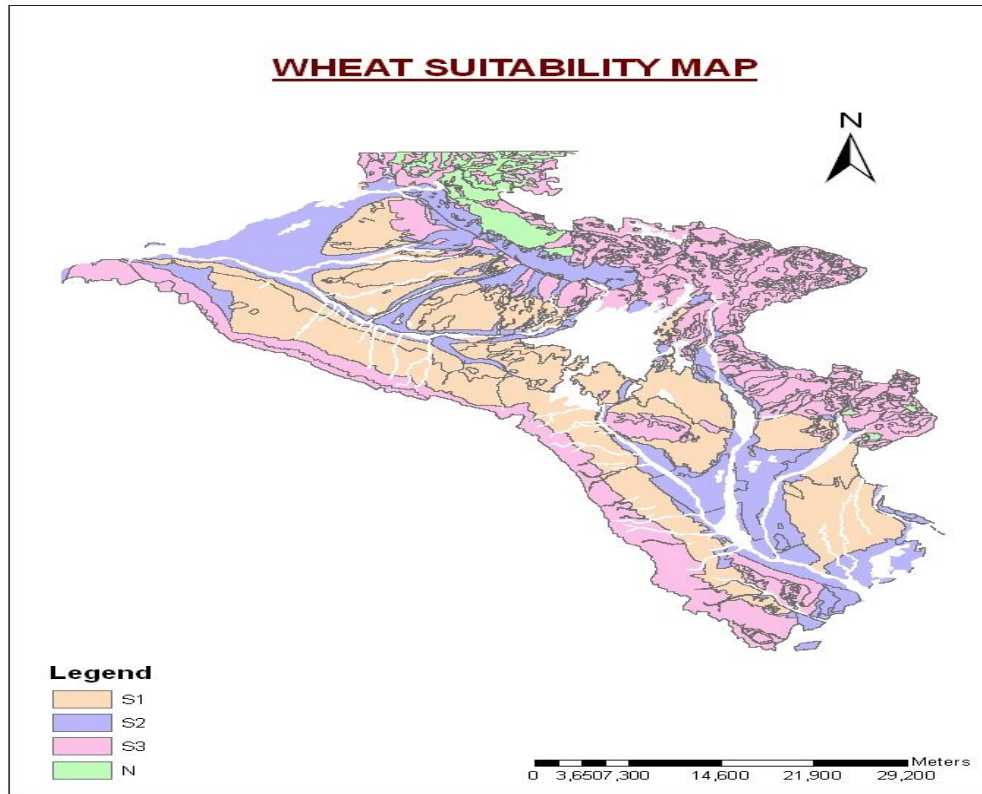 WHEAT SUITABILITY MAP
N
Legend
S1
S2
S3
N
Meters
0 3,6507,300 14,600 21,900 29,200